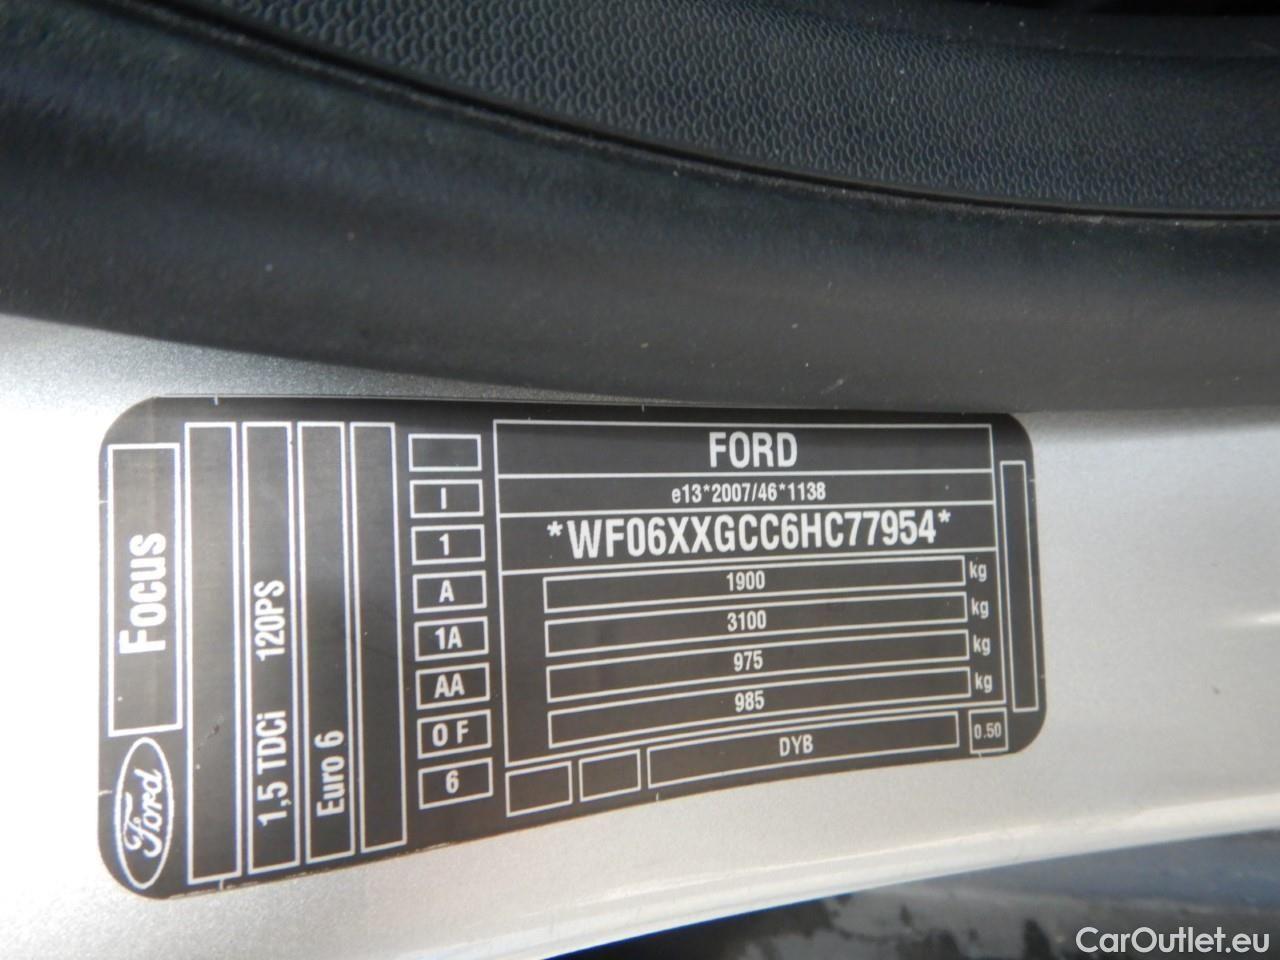 Ford
Focus
1,5 TDCi 120PS
Euro 6
I
1
A
1A
AA
0 F
6
FORD
e13*2007/46*1138
*WF06XXGCC6HC77954*
1900 kg
3100 kg
975 kg
985 kg
DYB 0.50
CarOutlet.eu